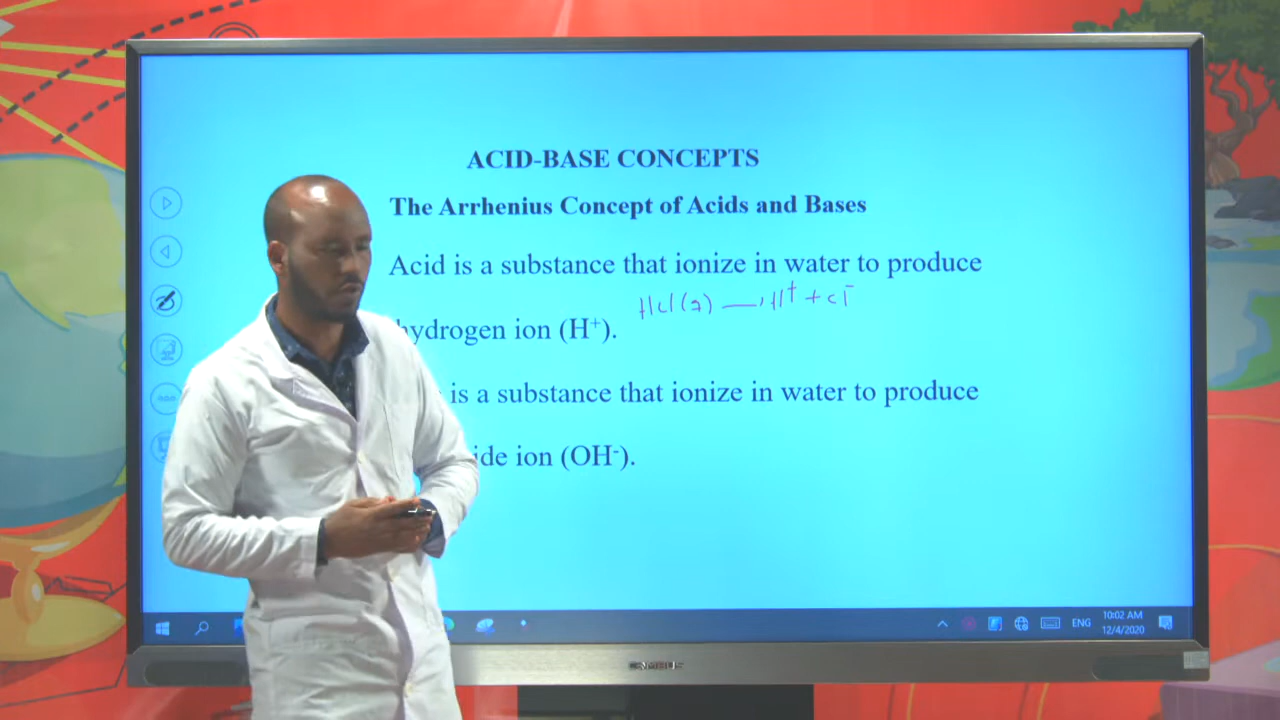 ACID-BASE CONCEPTS
The Arrhenius Concept of Acids and Bases
Acid is a substance that ionize in water to produce
HCl(g) → H⁺ + Cl⁻
hydrogen ion (H⁺).
is a substance that ionize in water to produce
ide ion (OH⁻).
ENG
10:02 AM
12/4/2020